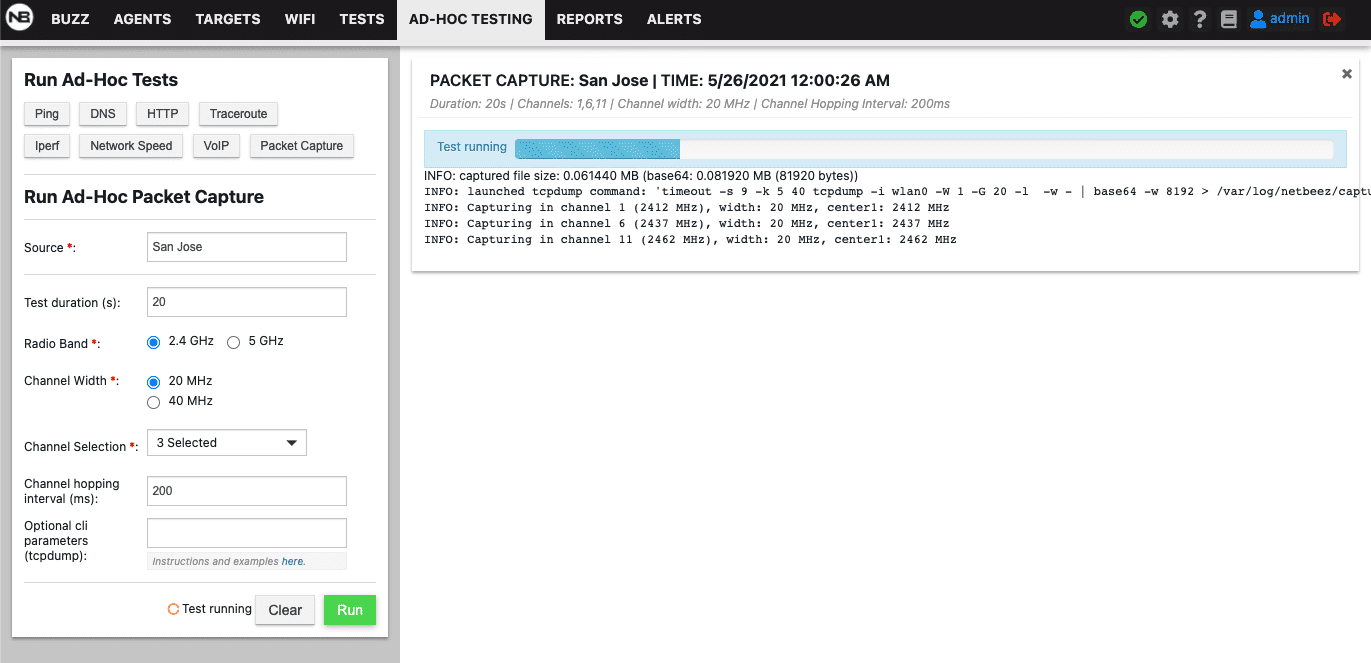 NB BUZZ AGENTS TARGETS WIFI TESTS AD-HOC TESTING REPORTS ALERTS ? admin
Run Ad-Hoc Tests
Ping DNS HTTP Traceroute
Iperf Network Speed VoIP Packet Capture
Run Ad-Hoc Packet Capture
Source *: San Jose
Test duration (s): 20
Radio Band *: 2.4 GHz 5 GHz
Channel Width *: 20 MHz
40 MHz
Channel Selection *: 3 Selected
Channel hopping
interval (ms): 200
Optional cli
parameters
(tcpdump):
Instructions and examples here.
Test running Clear Run
PACKET CAPTURE: San Jose | TIME: 5/26/2021 12:00:26 AM
Duration: 20s | Channels: 1,6,11 | Channel width: 20 MHz | Channel Hopping Interval: 200ms
Test running
INFO: captured file size: 0.061440 MB (base64: 0.081920 MB (81920 bytes))
INFO: launched tcpdump command: 'timeout -s 9 -k 5 40 tcpdump -i wlan0 -W 1 -G 20 -l  -w - | base64 -w 8192 > /var/log/netbeez/captu
INFO: Capturing in channel 1 (2412 MHz), width: 20 MHz, center1: 2412 MHz
INFO: Capturing in channel 6 (2437 MHz), width: 20 MHz, center1: 2437 MHz
INFO: Capturing in channel 11 (2462 MHz), width: 20 MHz, center1: 2462 MHz